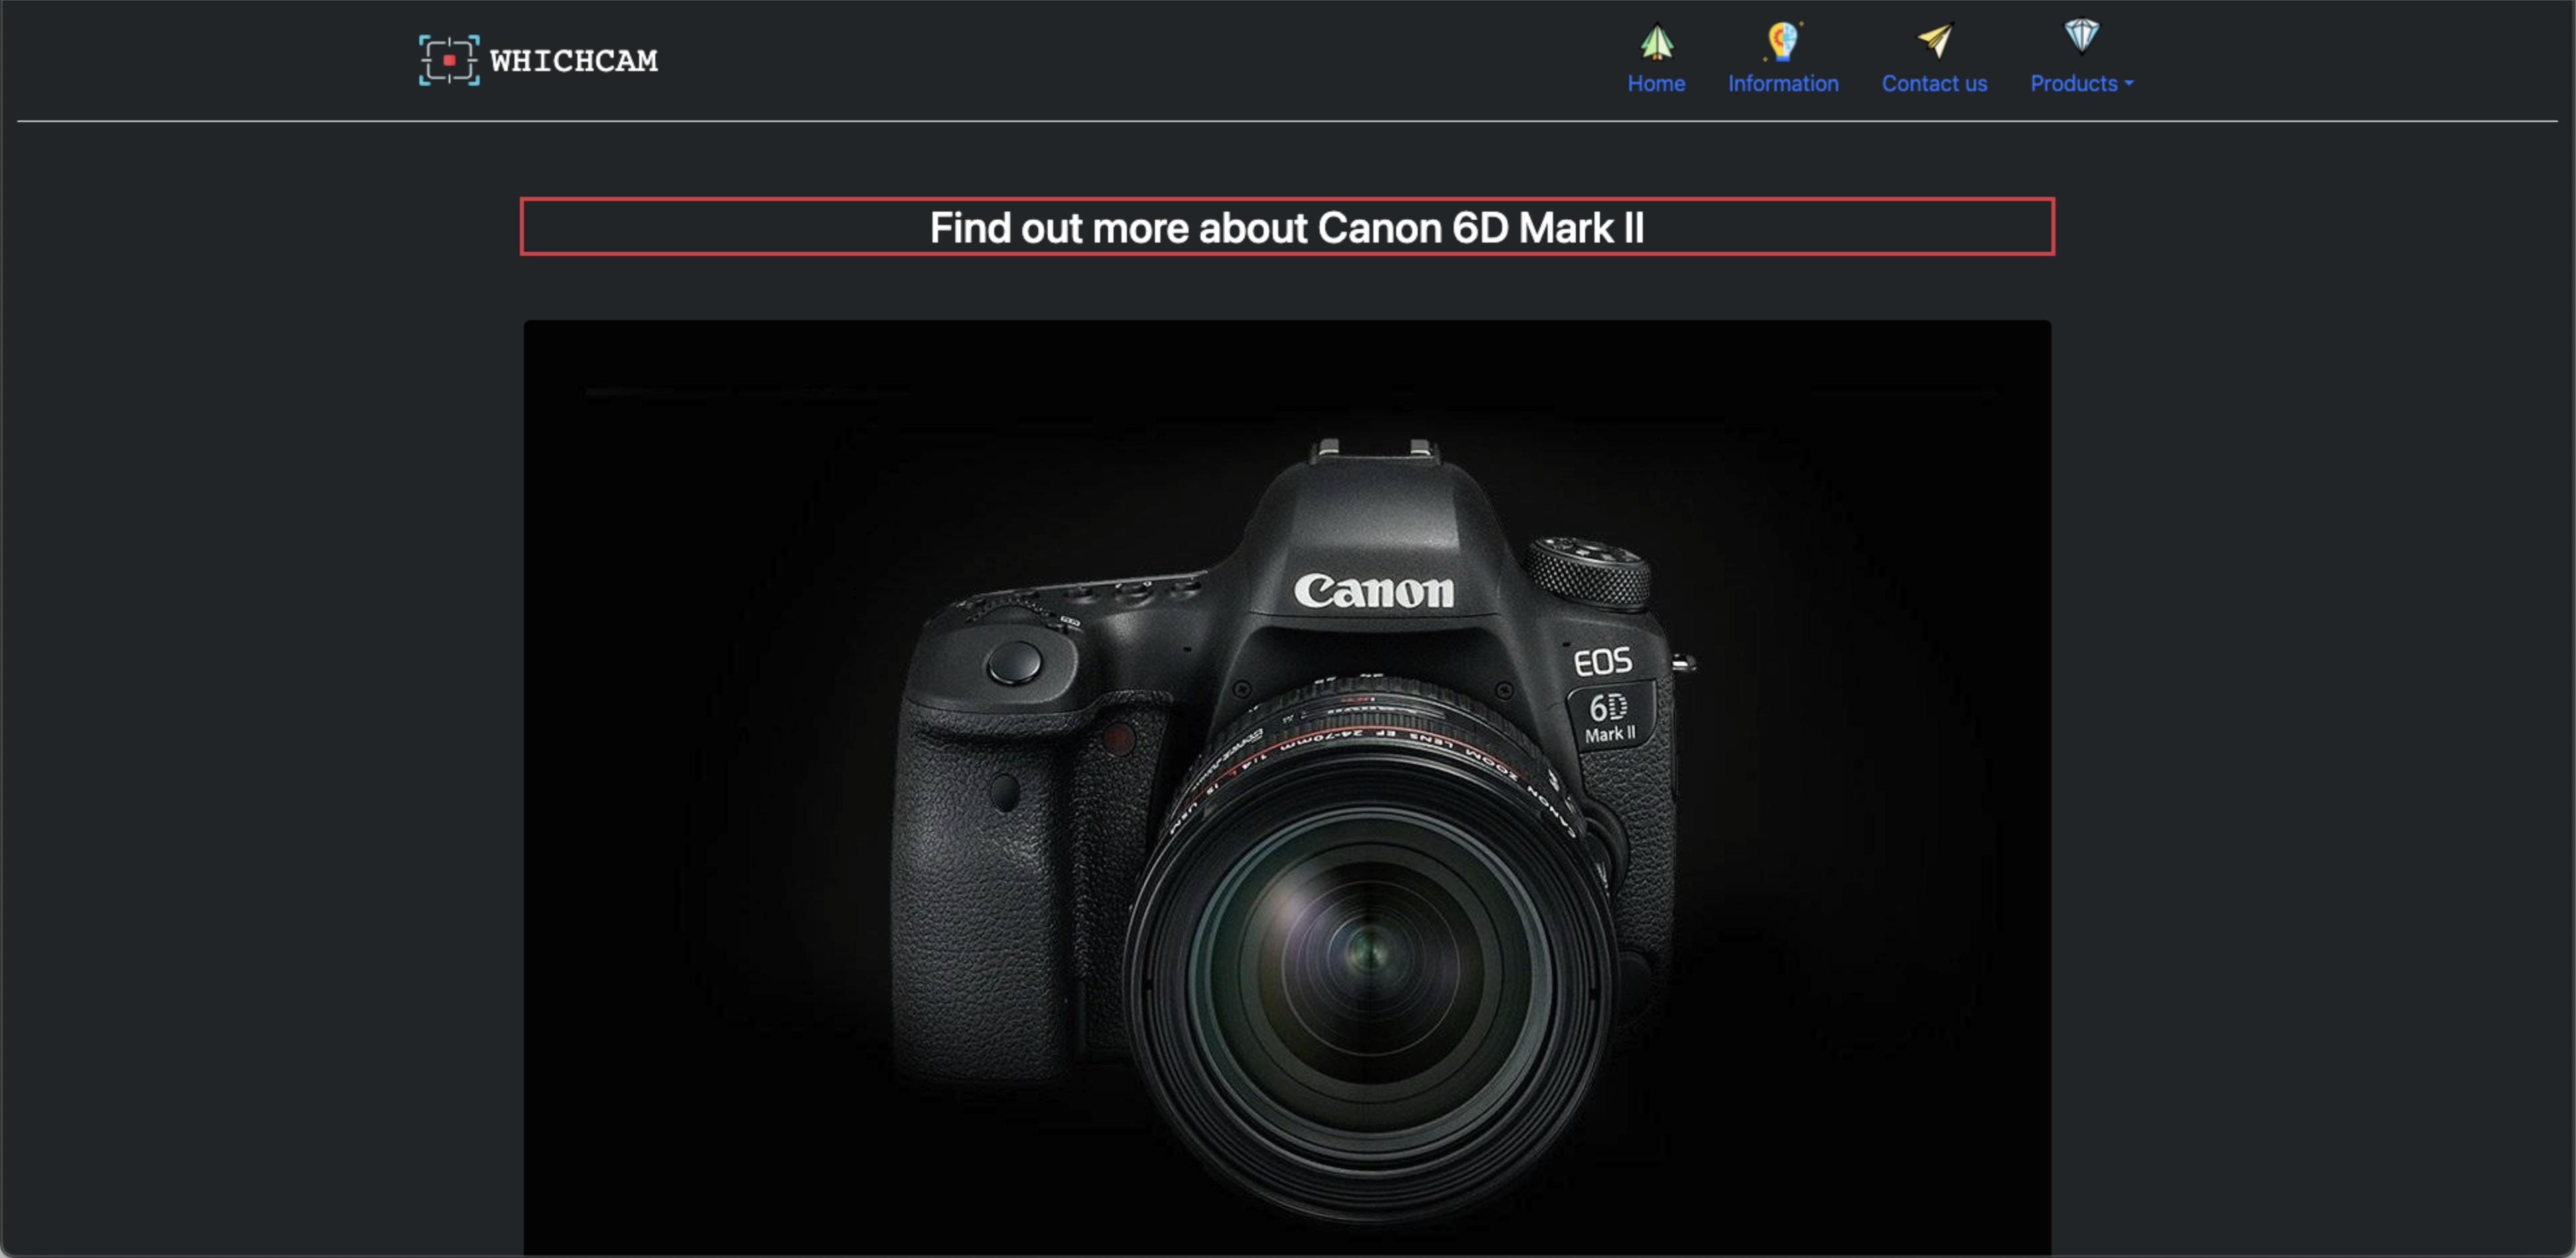 WHICHCAM
Home Information Contact us Products
Find out more about Canon 6D Mark II
Canon
EOS
6D
Mark II
CANON ZOOM LENS EF 24-70mm 1:4 L IS USM